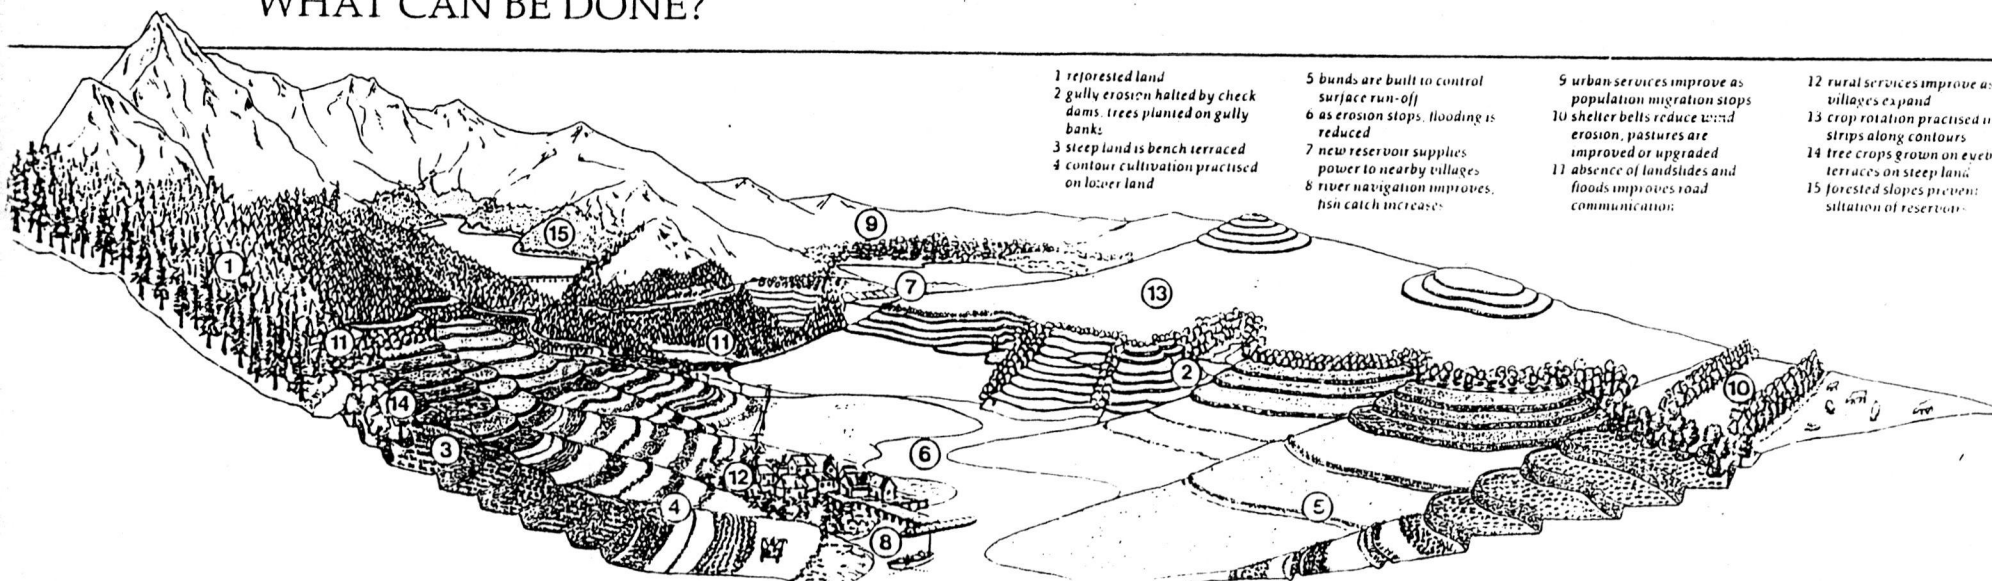 WHAT CAN BE DONE?
1 reforested land
2 gully erosion halted by check
dams, trees planted on gully
banks
3 steep land is bench terraced
4 contour cultivation practised
on lower land
5 bunds are built to control
surface run-off
6 as erosion stops, flooding is
reduced
7 new reservoir supplies
power to nearby villages
8 river navigation improves,
fish catch increases
9 urban services improve as
population migration stops
10 shelter belts reduce wind
erosion, pastures are
improved or upgraded
11 absence of landslides and
floods improves road
communication
12 rural services improve as
villages expand
13 crop rotation practised in
strips along contours
14 tree crops grown on
terraces on steep land
15 forested slopes prevent
siltation of reservoir
9
15
1
7
13
11
11
2
10
14
3
6
12
4
5
8